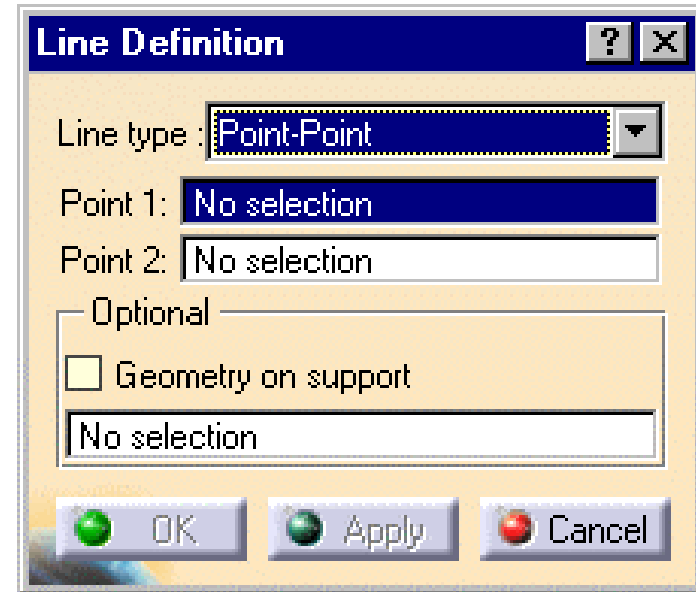 Line Definition ? X
Line type : Point-Point
Point 1: No selection
Point 2: No selection
Optional
Geometry on support
No selection
OK Apply Cancel